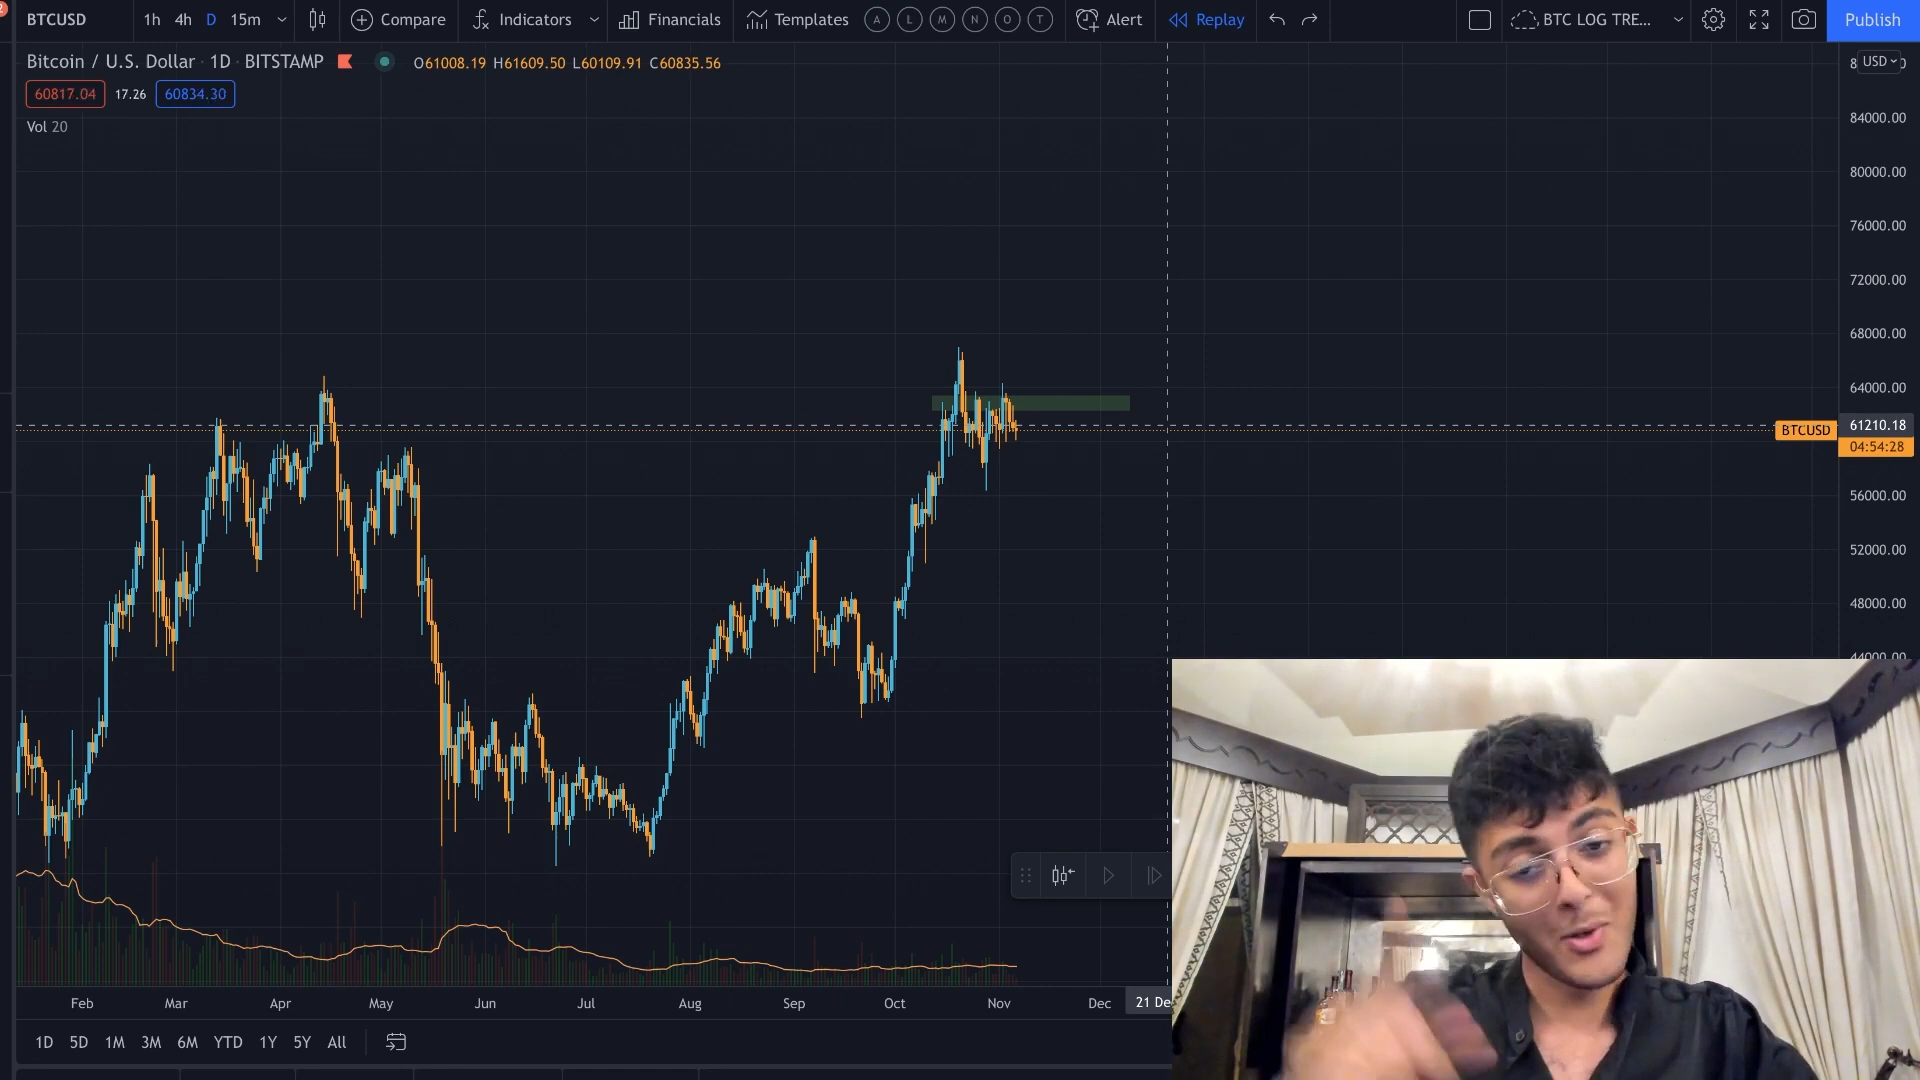 BTCUSD 1h 4h D 15m Compare Indicators Financials Templates A L M N O T Alert Replay BTC LOG TRE... Publish
Bitcoin / U.S. Dollar · 1D · BITSTAMP O61008.19 H61609.50 L60109.91 C60835.56
USD
60817.04 17.26 60834.30
Vol 20
84000.00
80000.00
76000.00
72000.00
68000.00
64000.00
61210.18
BTCUSD
04:54:28
56000.00
52000.00
48000.00
44000.00
Feb Mar Apr May Jun Jul Aug Sep Oct Nov Dec 21 De
1D 5D 1M 3M 6M YTD 1Y 5Y All